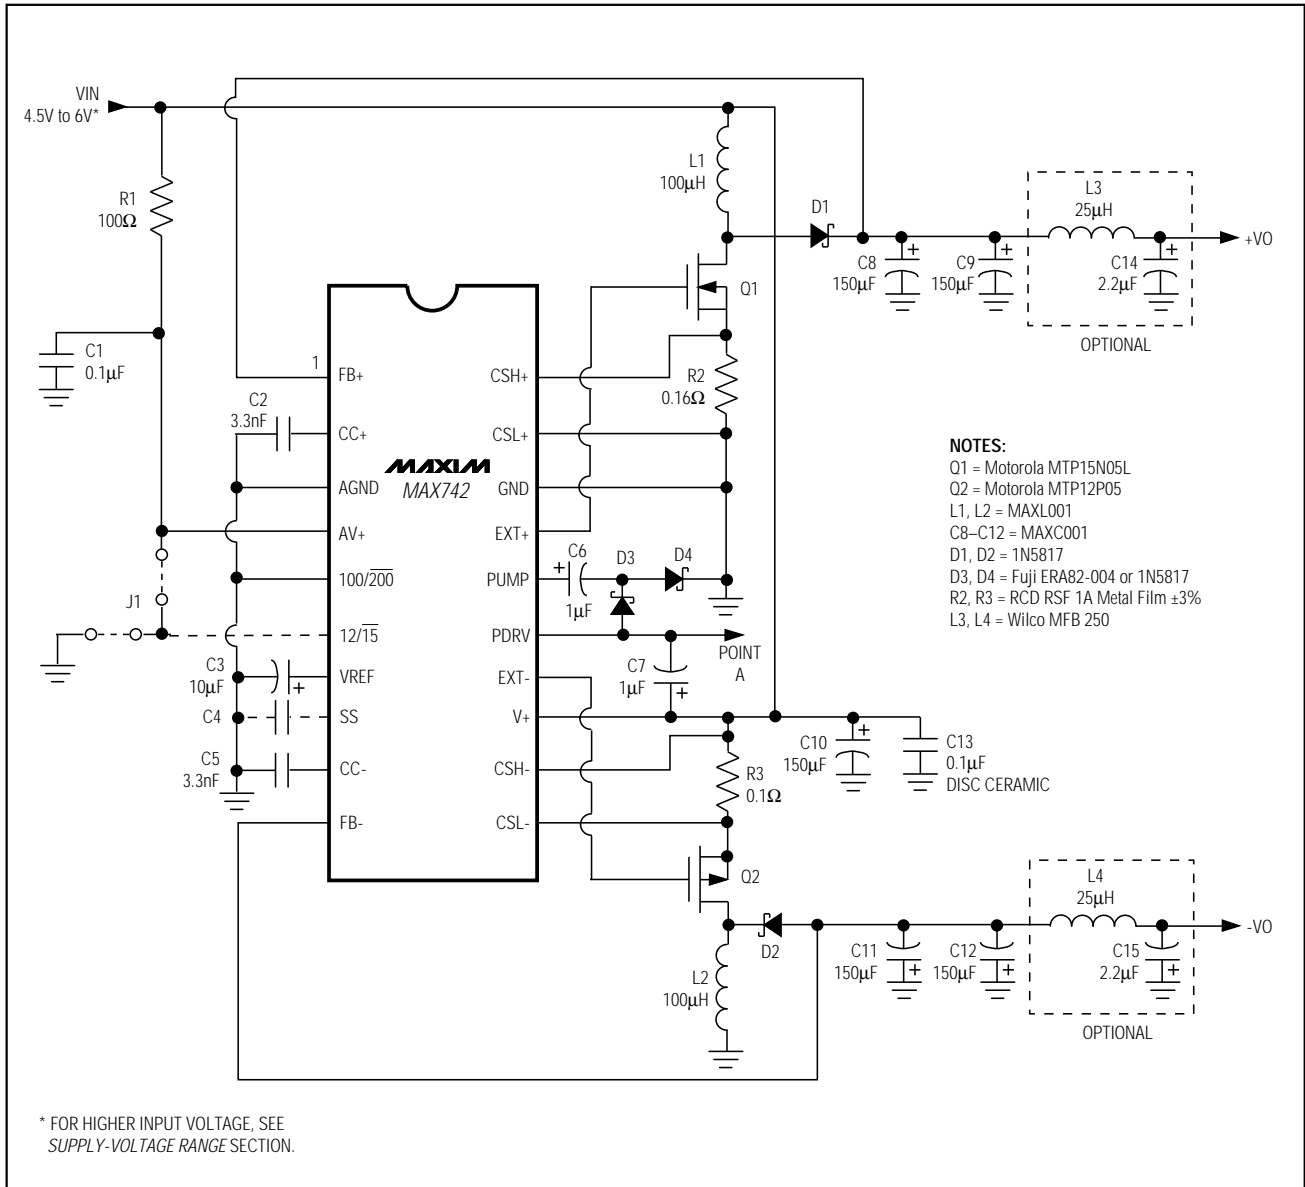 VIN
4.5V to 6V*
R1
100Ω
C1
0.1μF
L1
100μH
D1
C8
150μF
C9
150μF
L3
25μH
C14
2.2μF
+VO
OPTIONAL
Q1
R2
0.16Ω
1
FB+
CSH+
C2
3.3nF
CC+
CSL+
MAXIM
MAX742
AGND
GND
AV+
EXT+
100/200
PUMP
12/15
PDRV
VREF
EXT-
SS
V+
CC-
CSH-
FB-
CSL-
J1
C3
10μF
+
C4
C5
3.3nF
+
C6
1μF
D3
D4
POINT
A
C7
1μF
+
NOTES:
Q1 = Motorola MTP15N05L
Q2 = Motorola MTP12P05
L1, L2 = MAXL001
C8–C12 = MAXC001
D1, D2 = 1N5817
D3, D4 = Fuji ERA82-004 or 1N5817
R2, R3 = RCD RSF 1A Metal Film ±3%
L3, L4 = Wilco MFB 250
R3
0.1Ω
C10
150μF
+
C13
0.1μF
DISC CERAMIC
Q2
D2
L2
100μH
C11
150μF
+
C12
150μF
+
L4
25μH
C15
2.2μF
+
-VO
OPTIONAL
* FOR HIGHER INPUT VOLTAGE, SEE
SUPPLY-VOLTAGE RANGE SECTION.